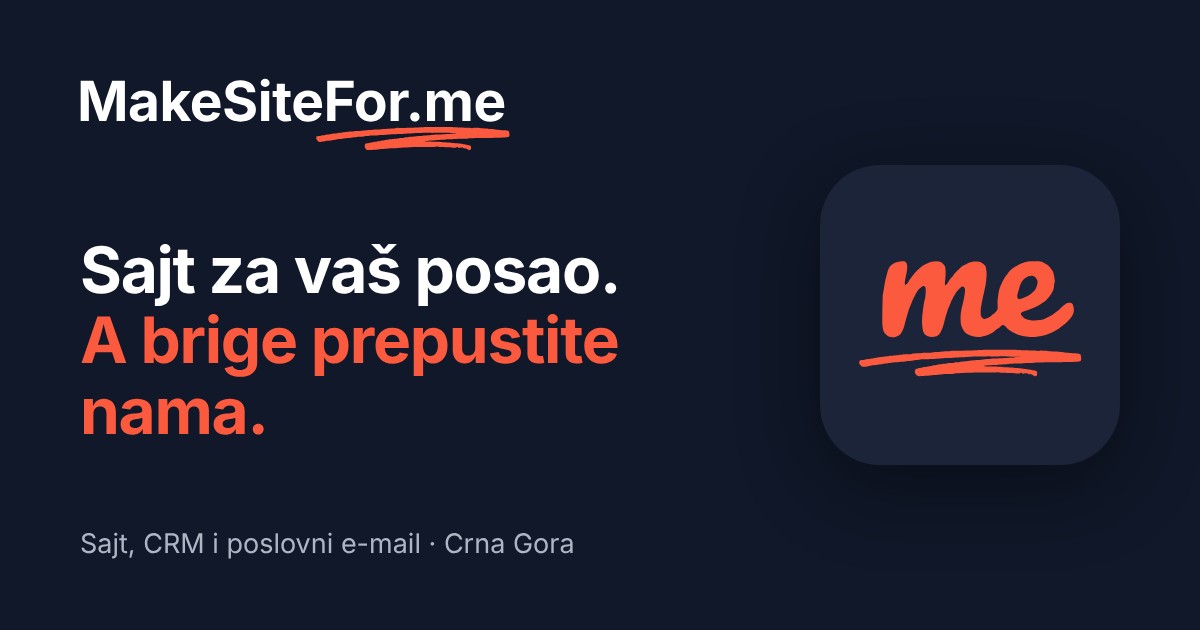 MakeSiteFor.me
Sajt za vaš posao.
A brige prepustite
nama.
me
Sajt, CRM i poslovni e-mail · Crna Gora